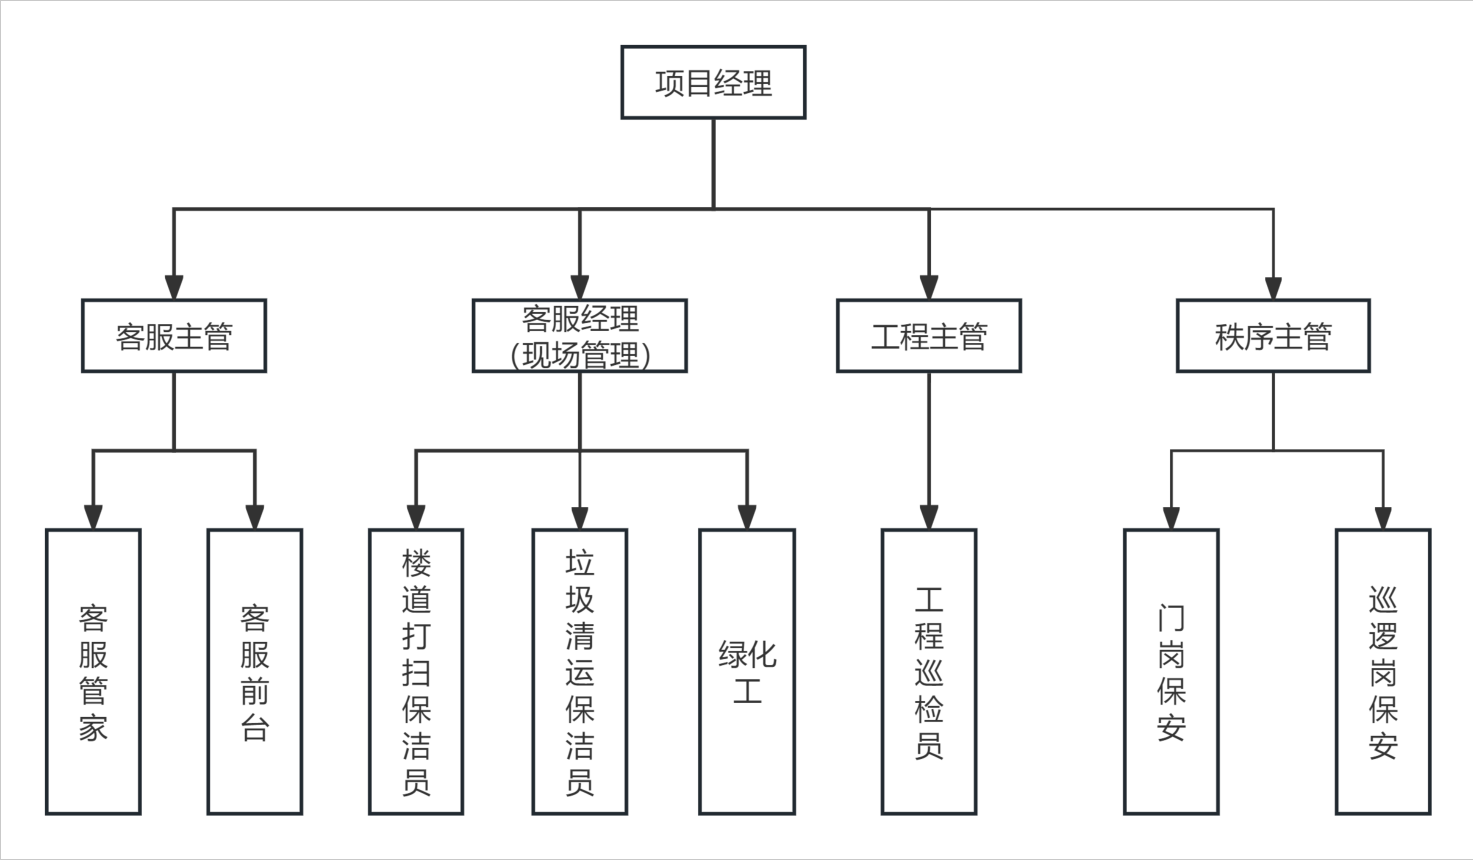 项目经理
客服主管
客服经理
（现场管理）
工程主管
秩序主管
客服管家
客服前台
楼道打扫保洁员
垃圾清运保洁员
绿化
工
工程巡检员
门岗保安
巡逻岗保安